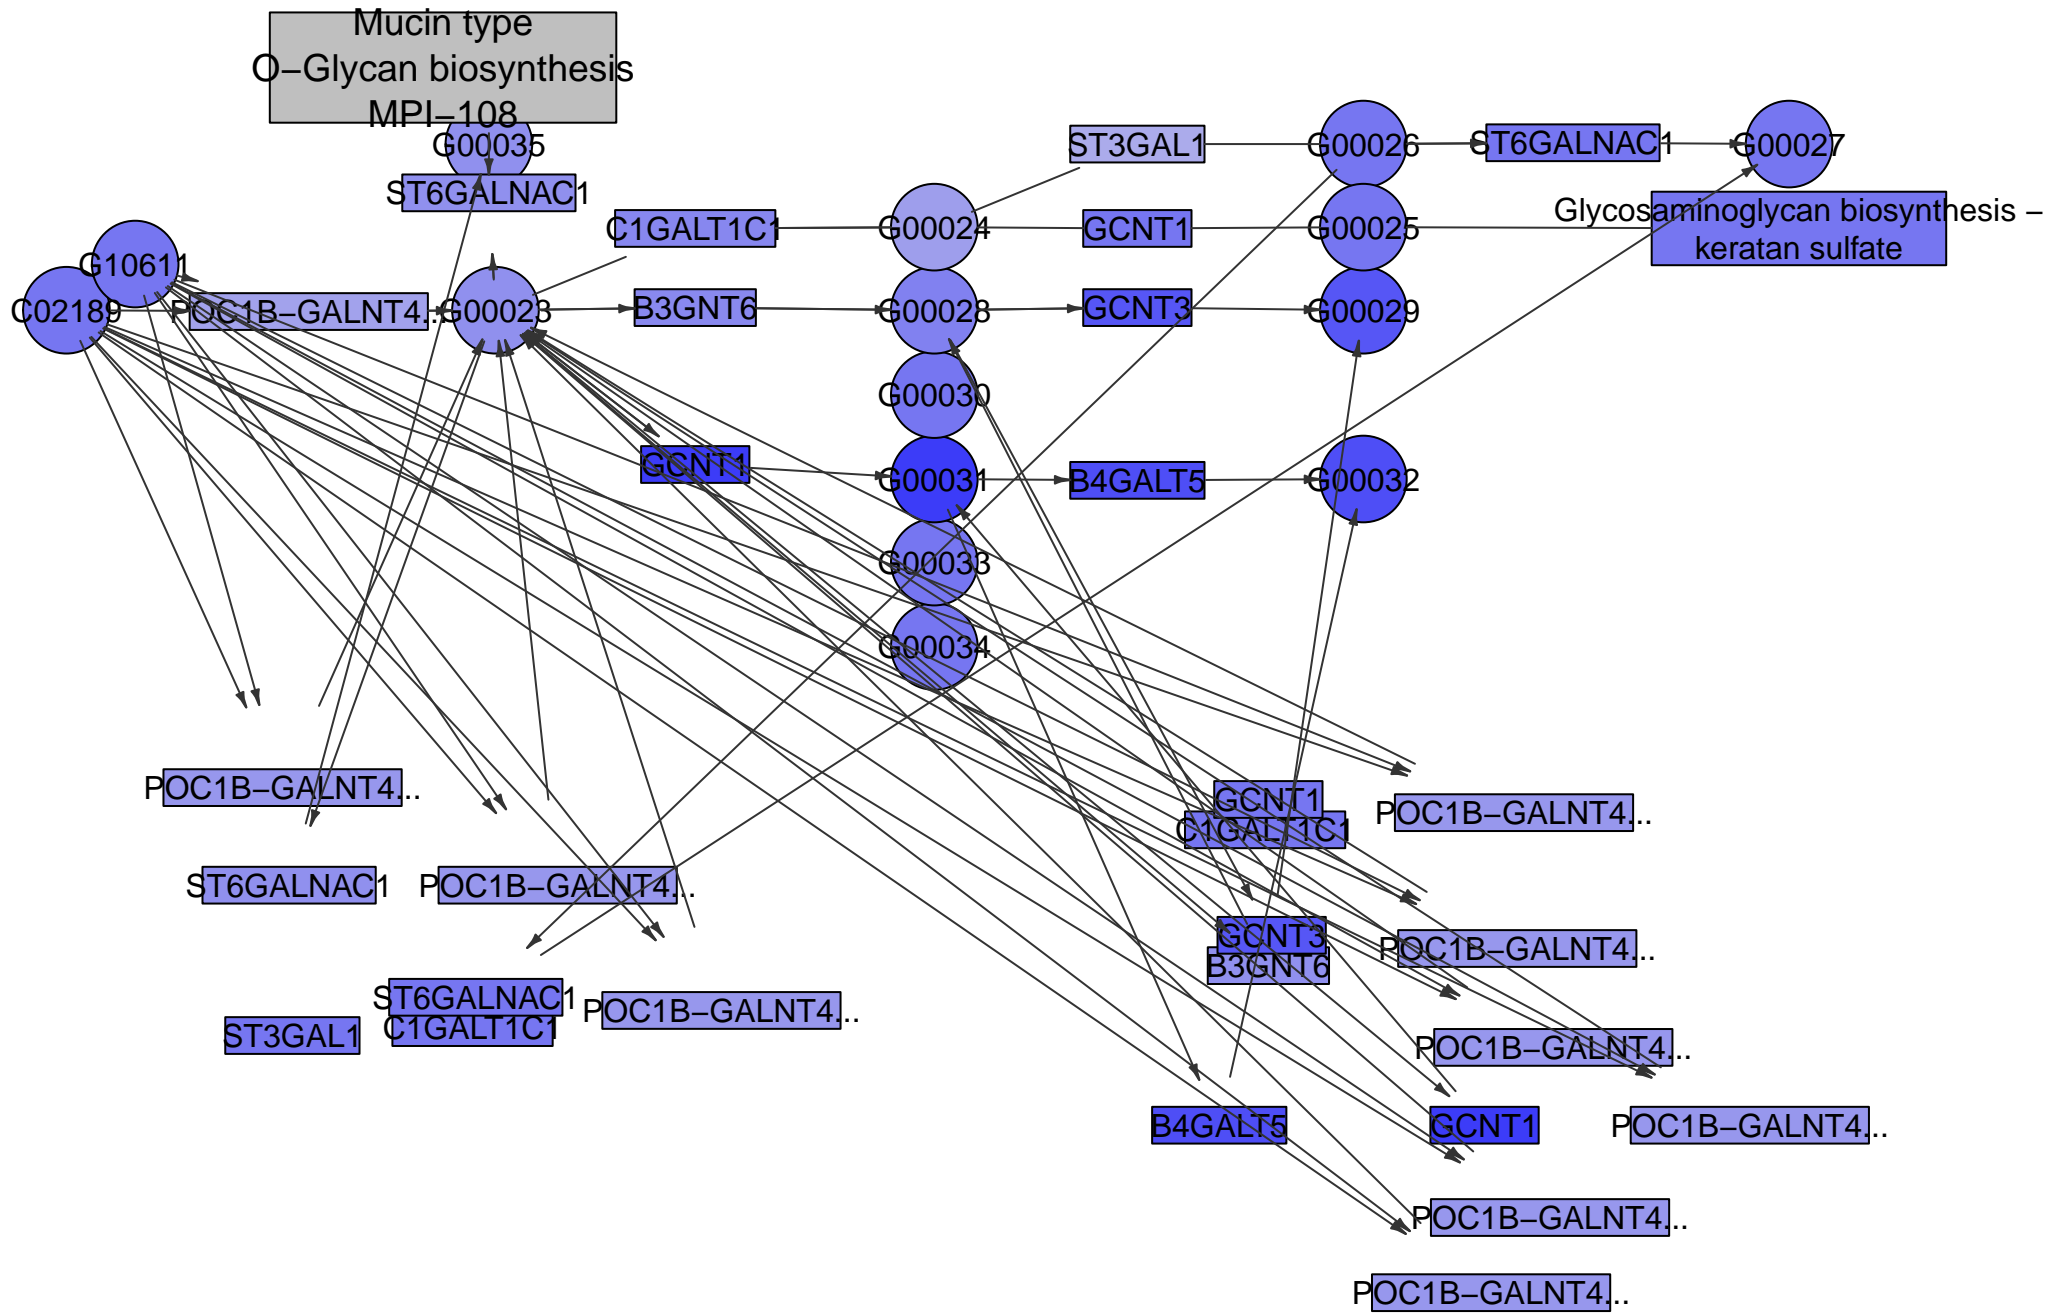 Mucin type
O−Glycan biosynthesis
MPI−108
G00035
ST6GALNAC1
ST3GAL1
G00026
ST6GALNAC1
G00027
C1GALT1C1
G00024
GCNT1
G00025
Glycosaminoglycan biosynthesis −
keratan sulfate
G10611
C02189
POC1B−GALNT4...
G00023
B3GNT6
G00028
GCNT3
G00029
G00030
GCNT1
G00031
B4GALT5
G00032
G00033
G00034
POC1B−GALNT4...
GCNT1
POC1B−GALNT4...
C1GALT1C1
ST6GALNAC1
POC1B−GALNT4...
GCNT3
POC1B−GALNT4...
B3GNT6
ST6GALNAC1
POC1B−GALNT4...
ST3GAL1
C1GALT1C1
POC1B−GALNT4...
B4GALT5
GCNT1
POC1B−GALNT4...
POC1B−GALNT4...
POC1B−GALNT4...